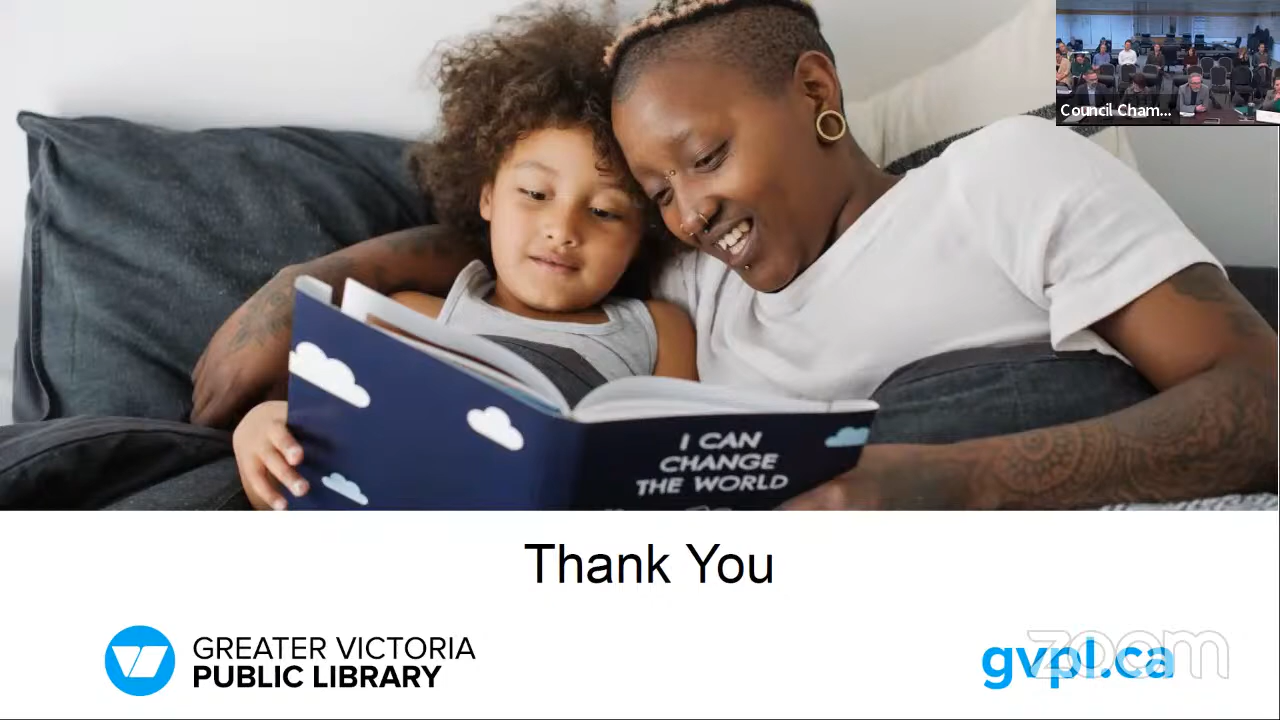 Council Cham...
I CAN
CHANGE
THE WORLD
Thank You
GREATER VICTORIA
PUBLIC LIBRARY
gvpl.ca
zoom